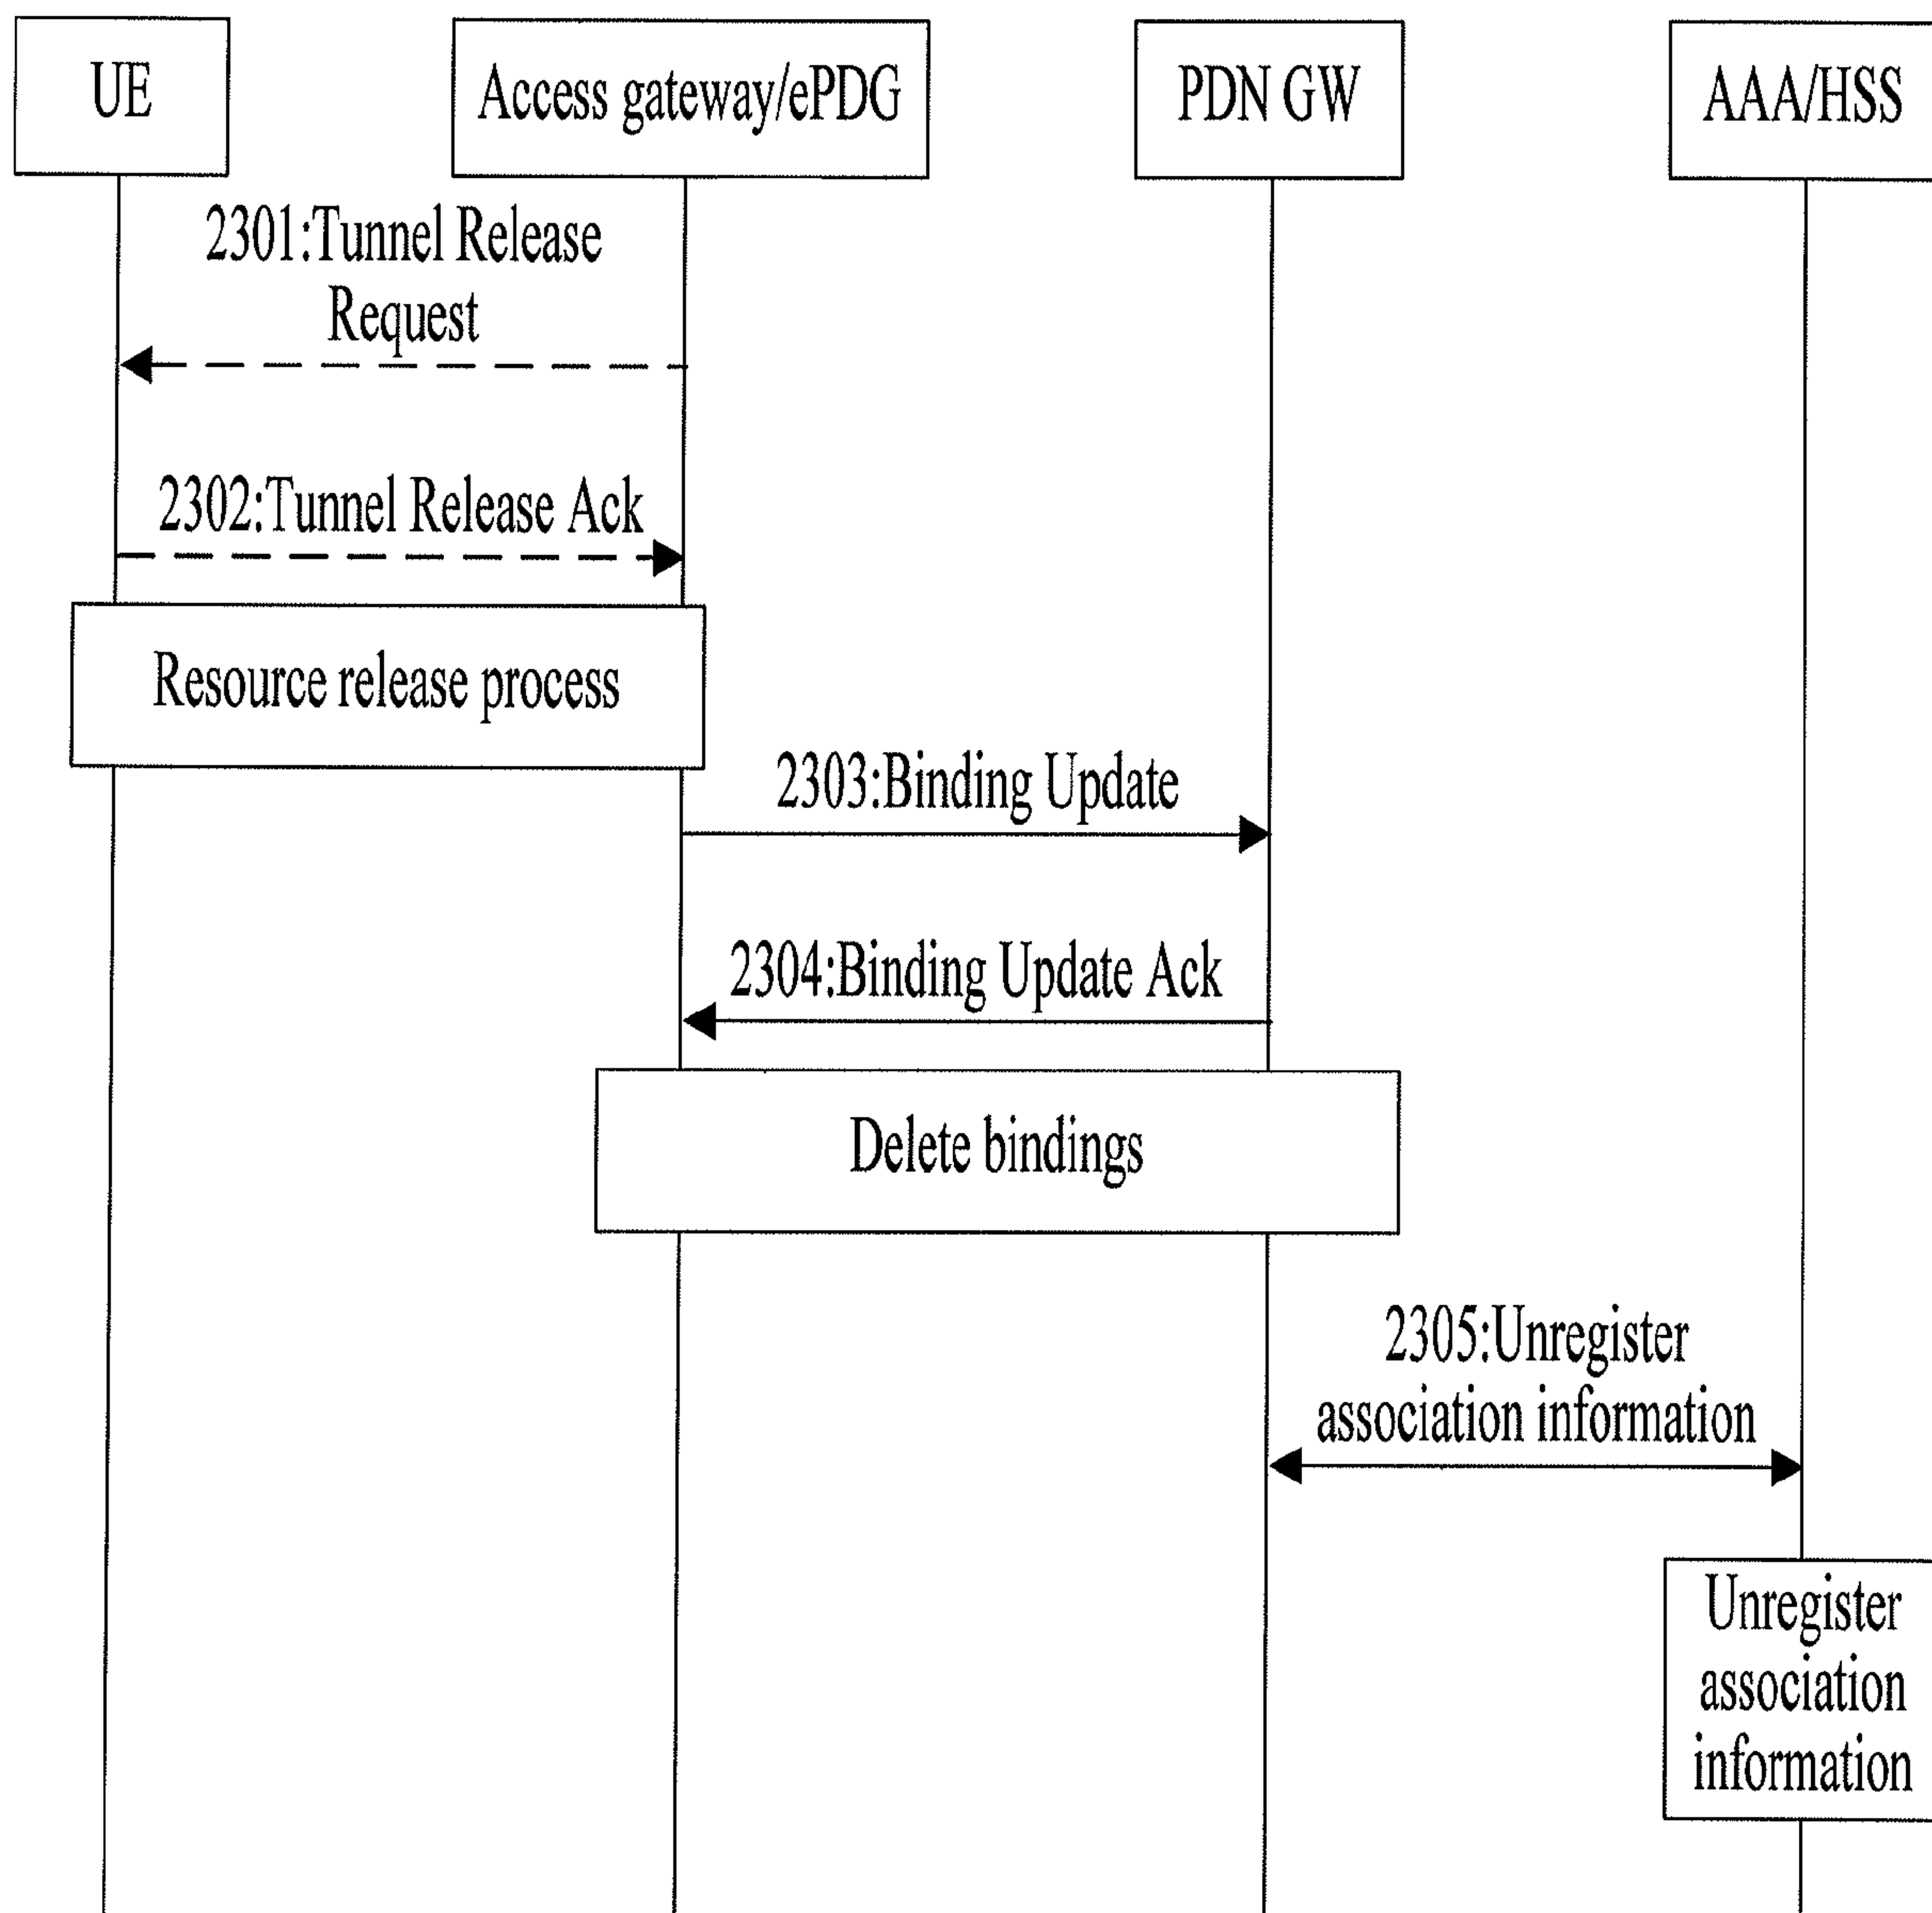 UE
Access gateway/ePDG
PDN GW
AAA/HSS
2301:Tunnel Release
Request
2302:Tunnel Release Ack
Resource release process
2303:Binding Update
2304:Binding Update Ack
Delete bindings
2305:Unregister
association information
Unregister
association
information